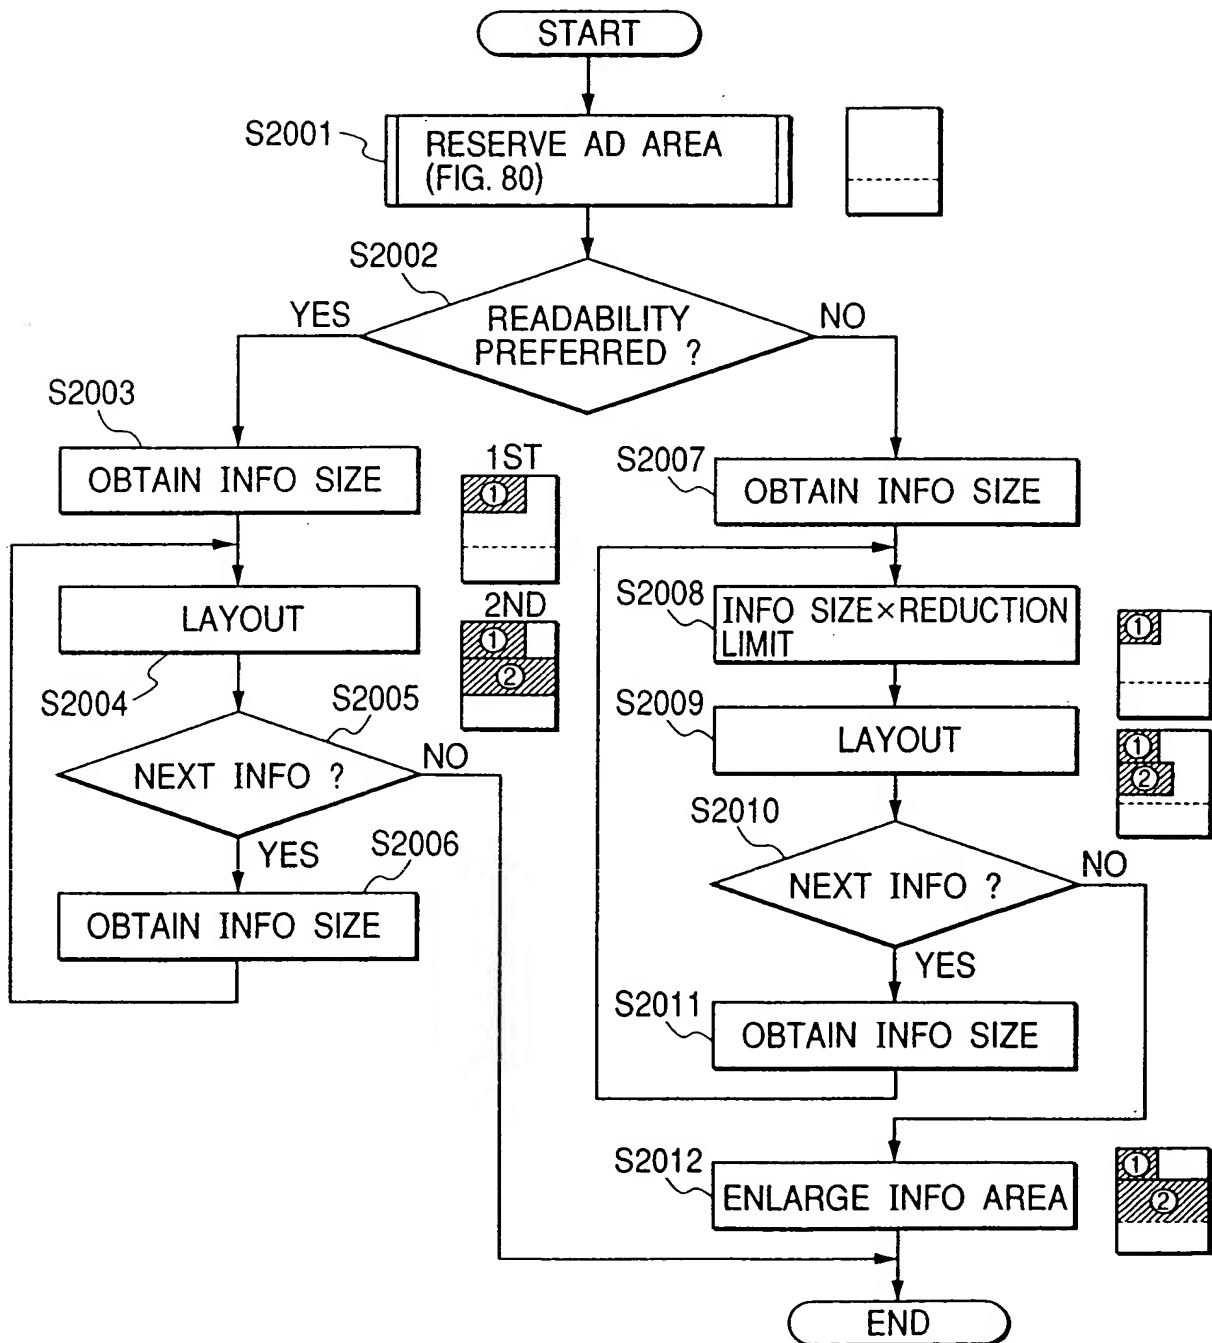 START
S2001
RESERVE AD AREA
(FIG. 80)
S2002
YES
READABILITY
PREFERRED ?
NO
S2003
OBTAIN INFO SIZE
1ST
①
S2007
OBTAIN INFO SIZE
LAYOUT
S2004
2ND
①
②
S2008
INFO SIZE×REDUCTION
LIMIT
①
S2005
NEXT INFO ?
NO
S2009
LAYOUT
①
②
YES
S2006
OBTAIN INFO SIZE
S2010
NEXT INFO ?
NO
YES
S2011
OBTAIN INFO SIZE
S2012
ENLARGE INFO AREA
①
②
END